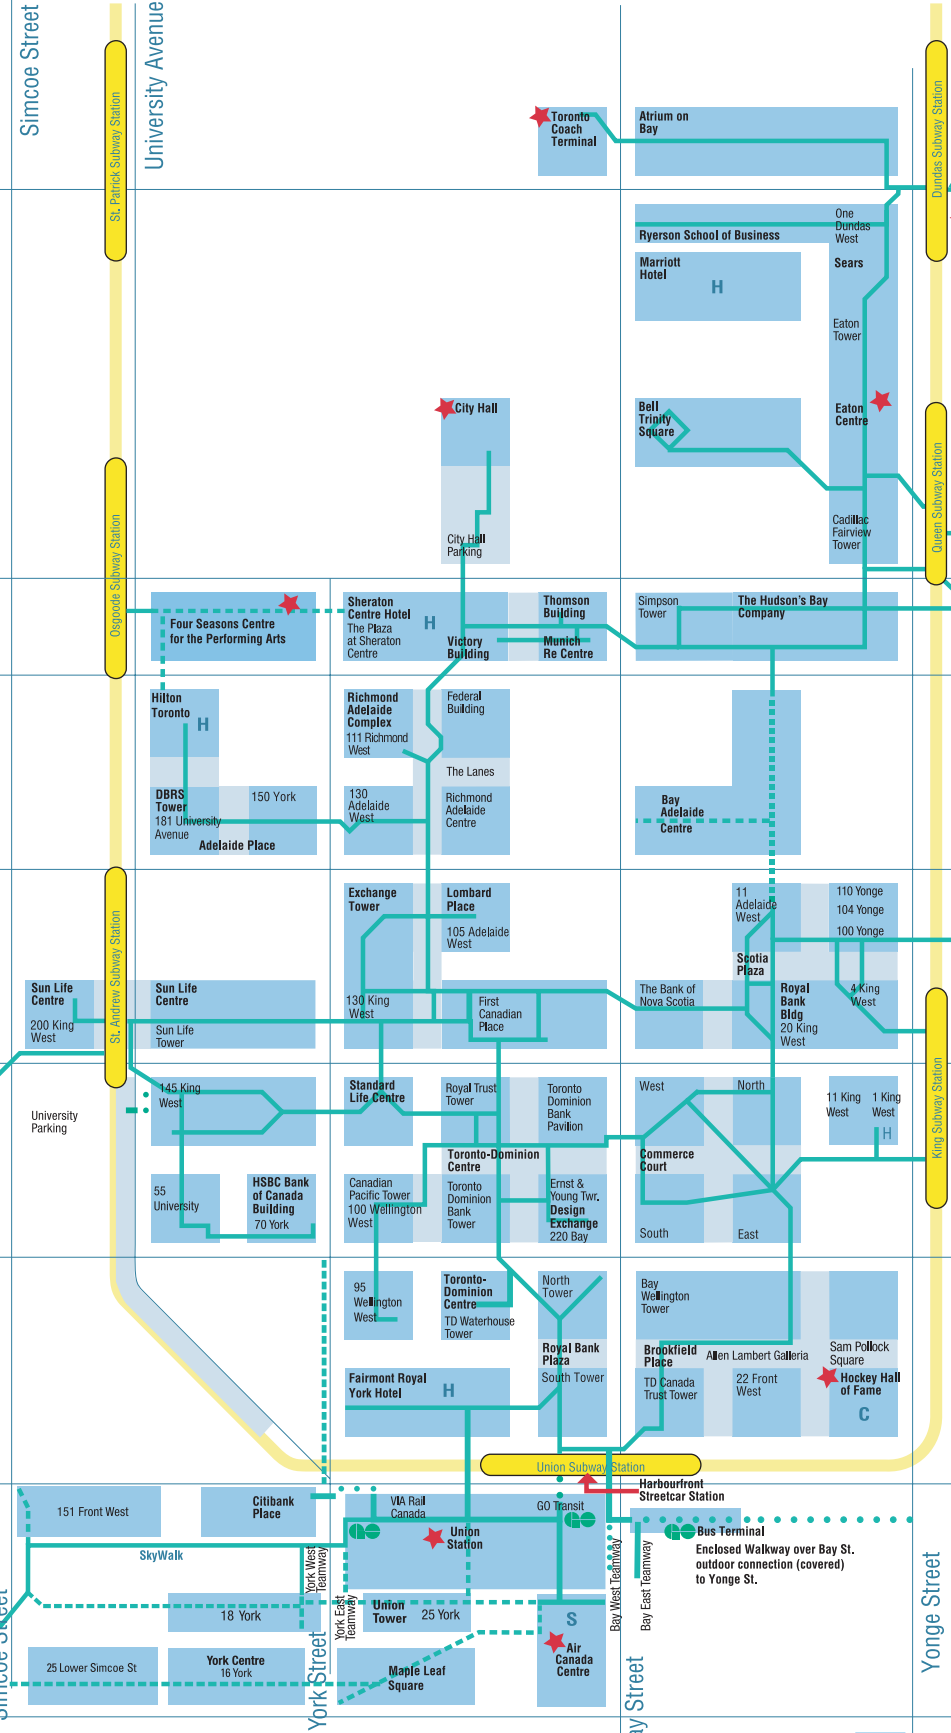 Simcoe Street
St. Patrick Subway Station
University Avenue
Toronto
Coach
Terminal
Atrium on
Bay
Dundas Subway Station
One
Dundas
West
Ryerson School of Business
Marriott
Hotel
H
Sears
Eaton
Tower
City Hall
Bell
Trinity
Square
Eaton
Centre
Osgoode Subway Station
City Hall
Parking
Cadillac
Fairview
Tower
Queen Subway Station
Four Seasons Centre
for the Performing Arts
Sheraton
Centre Hotel
The Plaza
at Sheraton
Centre
H
Victory
Building
Thomson
Building
Munich
Re Centre
Simpson
Tower
The Hudson's Bay
Company
Hilton
Toronto
H
Richmond
Adelaide
Complex
111 Richmond
West
Federal
Building
The Lanes
DBRS
Tower
181 University
Avenue
150 York
Adelaide Place
130
Adelaide
West
Richmond
Adelaide
Centre
Bay
Adelaide
Centre
St. Andrew Subway Station
Exchange
Tower
Lombard
Place
105 Adelaide
West
11
Adelaide
West
110 Yonge
104 Yonge
100 Yonge
Scotia
Plaza
Sun Life
Centre
200 King
West
Sun Life
Centre
Sun Life
Tower
130 King
West
First
Canadian
Place
The Bank of
Nova Scotia
Royal
Bank
Bldg
20 King
West
4 King
West
King Subway Station
University
Parking
145 King
West
Standard
Life Centre
Royal Trust
Tower
Toronto
Dominion
Bank
Pavilion
West
North
11 King
West
1 King
West
H
Toronto-Dominion
Centre
Commerce
Court
55
University
HSBC Bank
of Canada
Building
70 York
Canadian
Pacific Tower
100 Wellington
West
Toronto
Dominion
Bank
Tower
Ernst &
Young Twr.
Design
Exchange
220 Bay
South
East
95
Wellington
West
Toronto-
Dominion
Centre
TD Waterhouse
Tower
North
Tower
Royal Bank
Plaza
South Tower
Bay
Wellington
Tower
Brookfield
Place
Allen Lambert Galleria
Sam Pollock
Square
Fairmont Royal
York Hotel
H
TD Canada
Trust Tower
22 Front
West
Hockey Hall
of Fame
C
Union Subway Station
Harbourfront
Streetcar Station
151 Front West
Citibank
Place
VIA Rail
Canada
GO Transit
Union
Station
GO
GO
GO
Bus Terminal
Enclosed Walkway over Bay St.
outdoor connection (covered)
to Yonge St.
SkyWalk
York West
Teamway
York East
Teamway
Bay West Teamway
Bay East Teamway
18 York
Union
Tower
25 York
S
Air
Canada
Centre
25 Lower Simcoe St
York Centre
16 York
Maple Leaf
Square
Simcoe Street
York Street
ay Street
Yonge Street